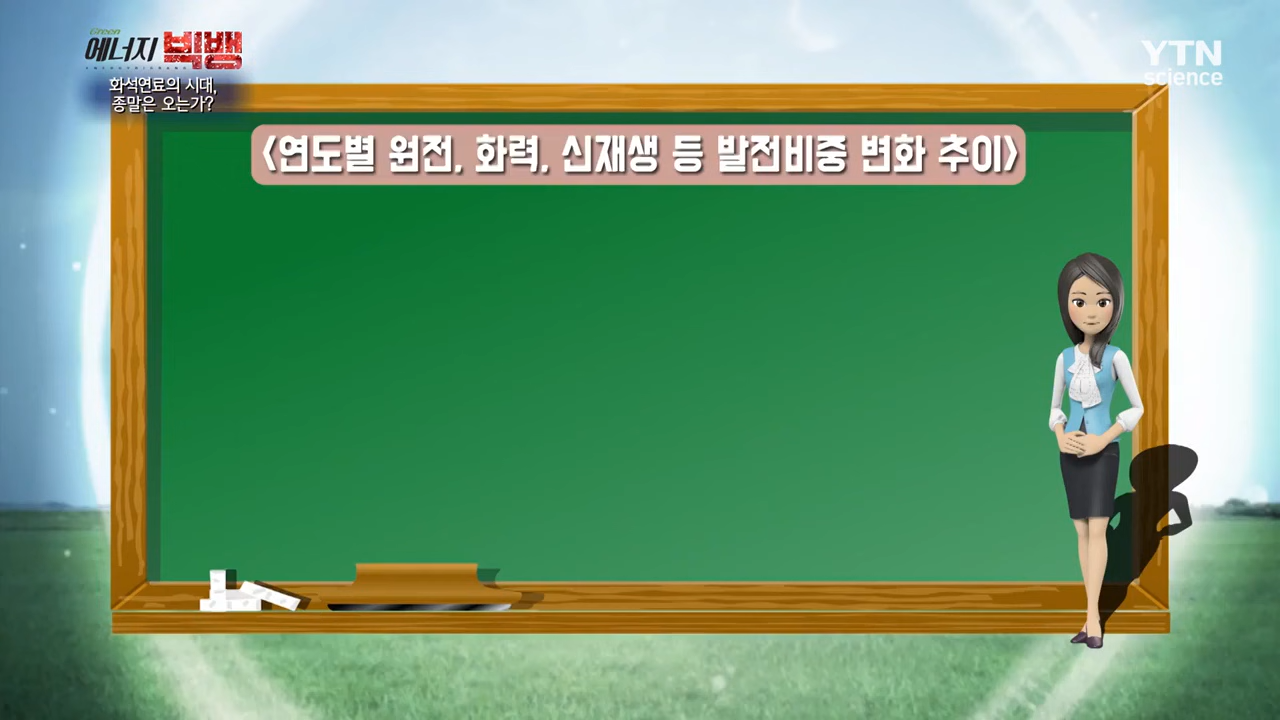 Green
에너지 빅뱅
화석연료의 시대,
종말은 오는가?
YTN
science
<연도별 원전, 화력, 신재생 등 발전비중 변화 추이>